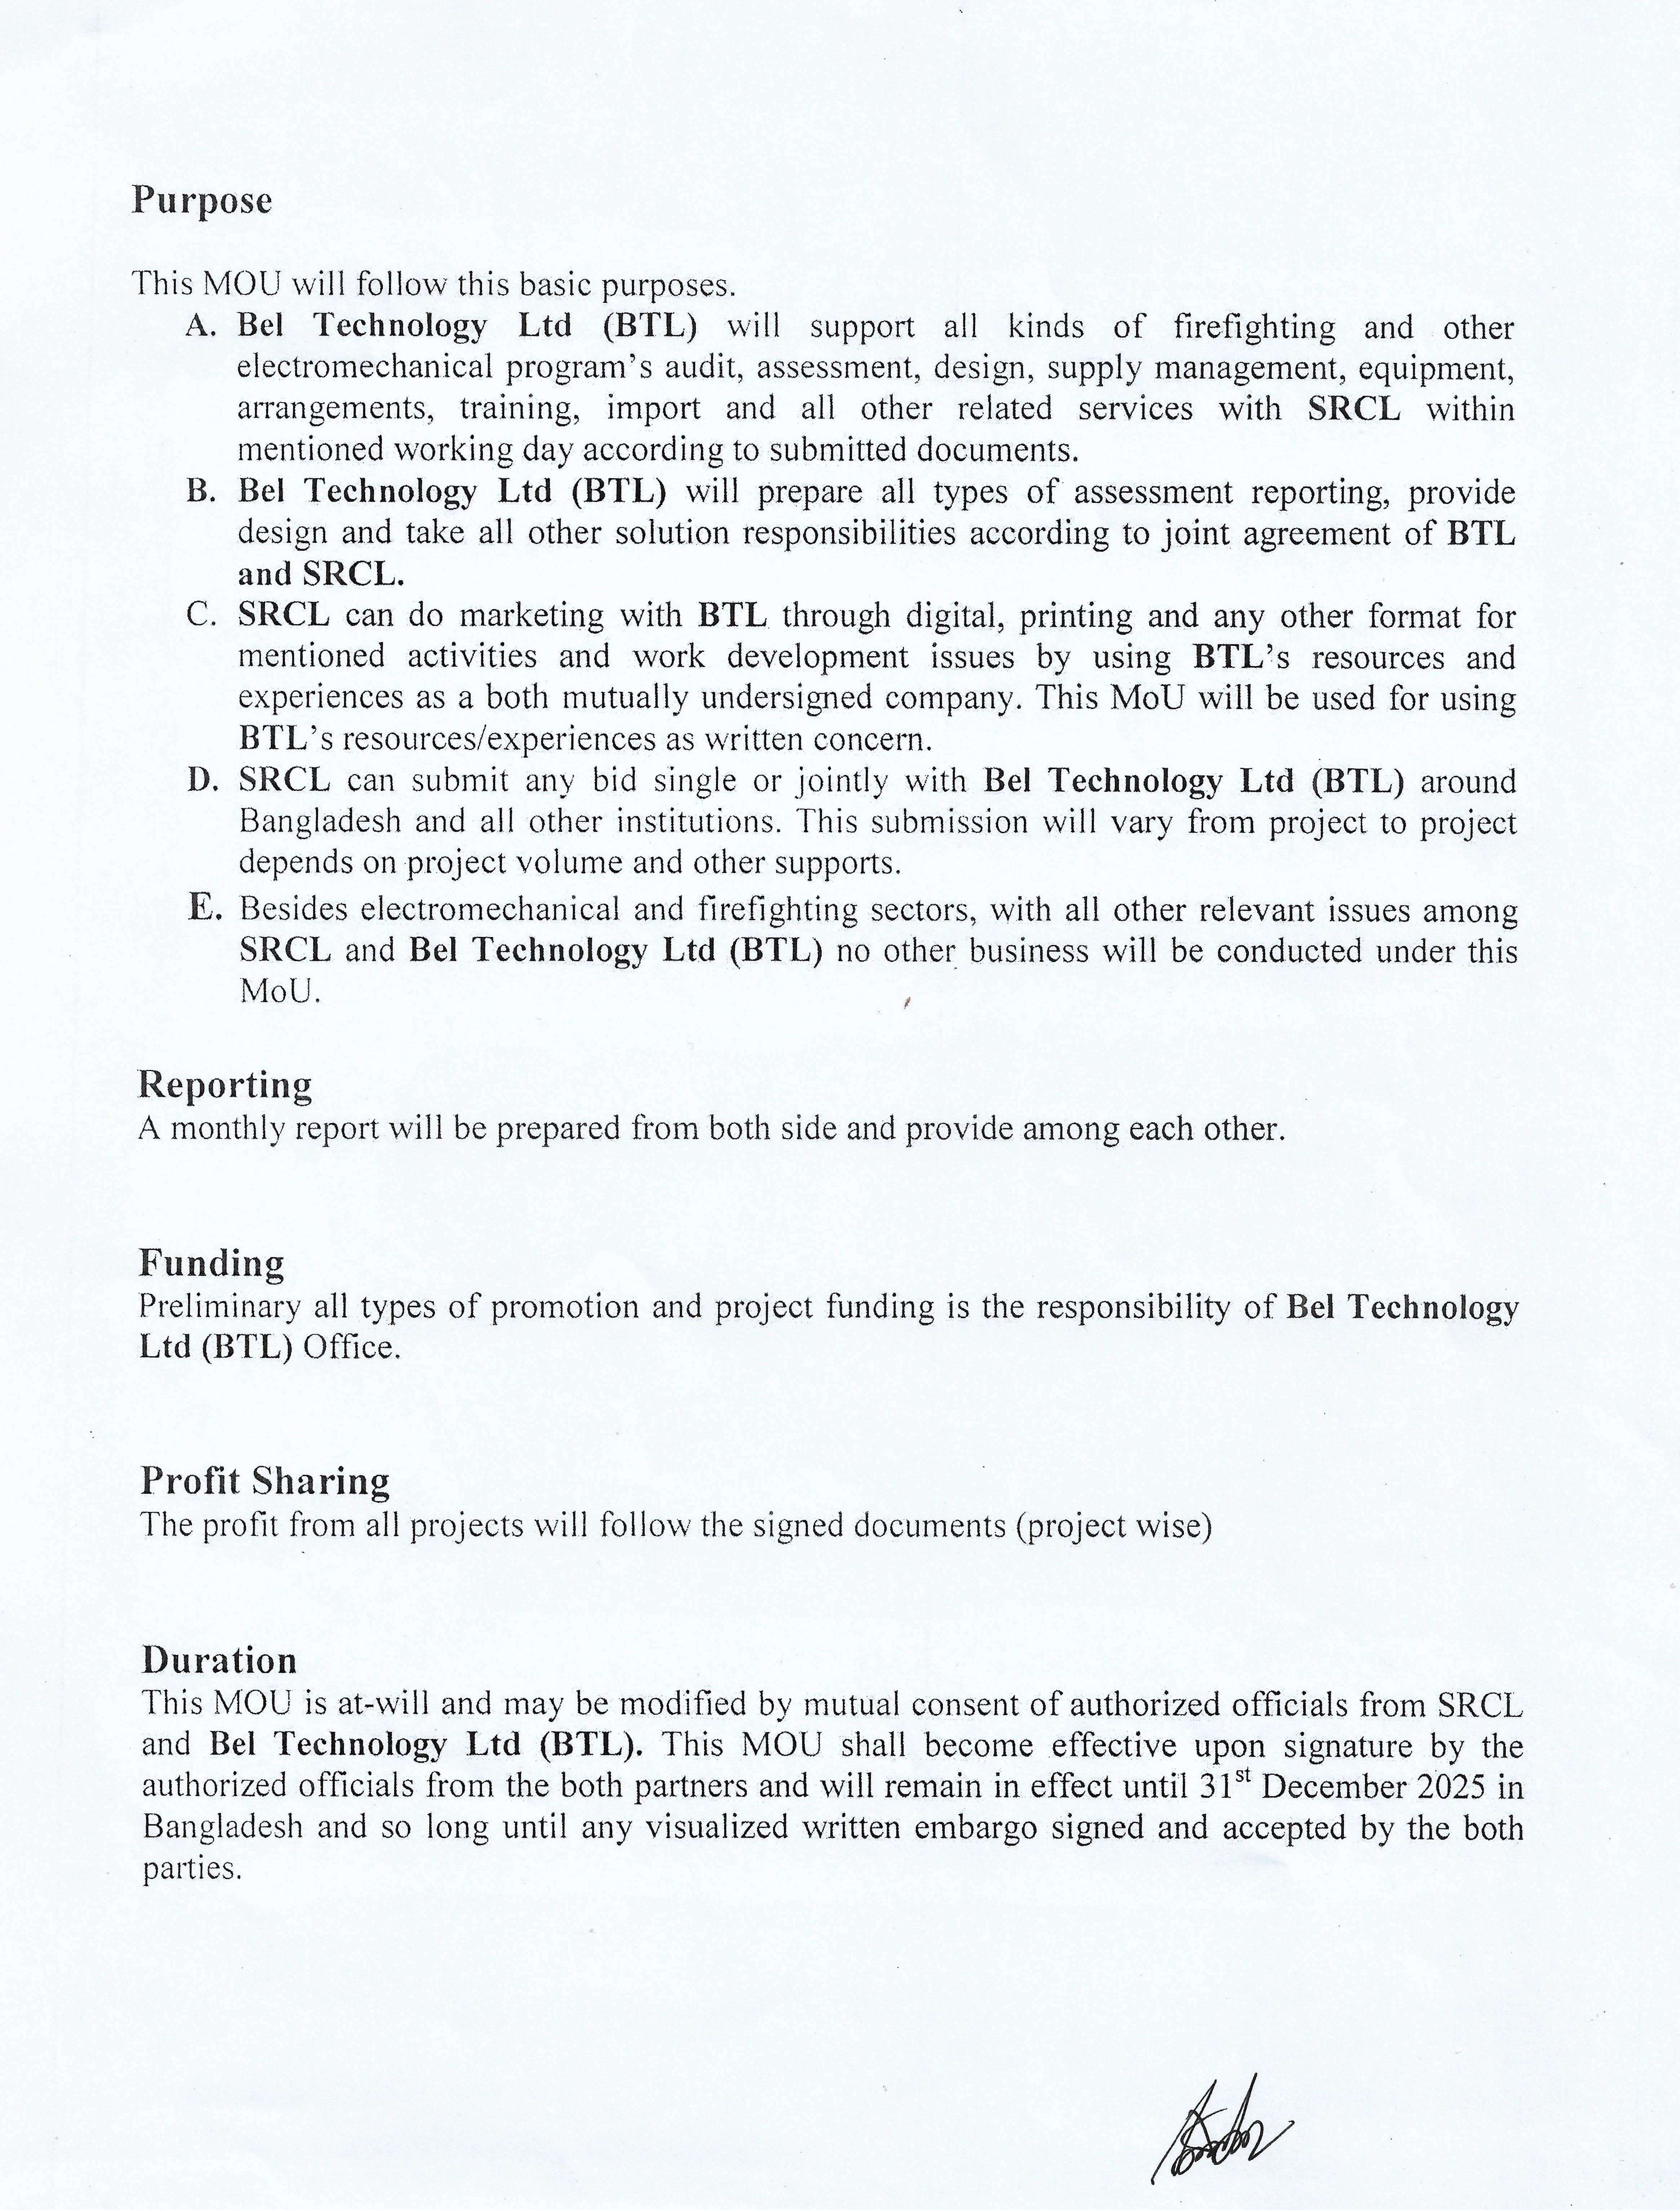 Purpose
This MOU will follow this basic purposes.
A. Bel Technology Ltd (BTL) will support all kinds of firefighting and other
electromechanical program's audit, assessment, design, supply management, equipment,
arrangements, training, import and all other related services with SRCL within
mentioned working day according to submitted documents.
B. Bel Technology Ltd (BTL) will prepare all types of assessment reporting, provide
design and take all other solution responsibilities according to joint agreement of BTL
and SRCL.
C. SRCL can do marketing with BTL through digital, printing and any other format for
mentioned activities and work development issues by using BTL's resources and
experiences as a both mutually undersigned company. This MoU will be used for using
BTL's resources/experiences as written concern.
D. SRCL can submit any bid single or jointly with Bel Technology Ltd (BTL) around
Bangladesh and all other institutions. This submission will vary from project to project
depends on project volume and other supports.
E. Besides electromechanical and firefighting sectors, with all other relevant issues among
SRCL and Bel Technology Ltd (BTL) no other business will be conducted under this
MoU.
Reporting
A monthly report will be prepared from both side and provide among each other.
Funding
Preliminary all types of promotion and project funding is the responsibility of Bel Technology
Ltd (BTL) Office.
Profit Sharing
The profit from all projects will follow the signed documents (project wise)
Duration
This MOU is at-will and may be modified by mutual consent of authorized officials from SRCL
and Bel Technology Ltd (BTL). This MOU shall become effective upon signature by the
authorized officials from the both partners and will remain in effect until 31st December 2025 in
Bangladesh and so long until any visualized written embargo signed and accepted by the both
parties.